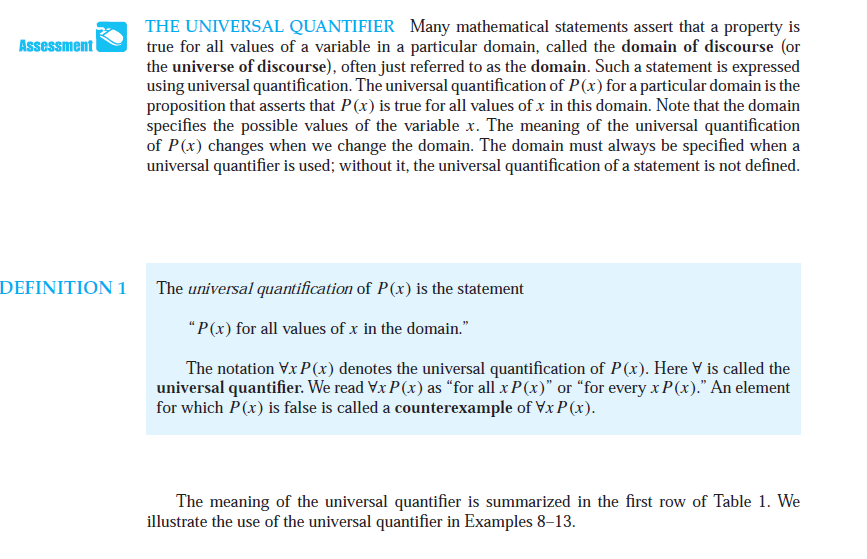 Assessment
THE UNIVERSAL QUANTIFIER Many mathematical statements assert that a property is
true for all values of a variable in a particular domain, called the domain of discourse (or
the universe of discourse), often just referred to as the domain. Such a statement is expressed
using universal quantification. The universal quantification of P(x) for a particular domain is the
proposition that asserts that P(x) is true for all values of x in this domain. Note that the domain
specifies the possible values of the variable x. The meaning of the universal quantification
of P(x) changes when we change the domain. The domain must always be specified when a
universal quantifier is used; without it, the universal quantification of a statement is not defined.
DEFINITION 1
The universal quantification of P(x) is the statement
“P(x) for all values of x in the domain.”
The notation ∀x P(x) denotes the universal quantification of P(x). Here ∀ is called the
universal quantifier. We read ∀x P(x) as “for all x P(x)” or “for every x P(x).” An element
for which P(x) is false is called a counterexample of ∀x P(x).
The meaning of the universal quantifier is summarized in the first row of Table 1. We
illustrate the use of the universal quantifier in Examples 8–13.